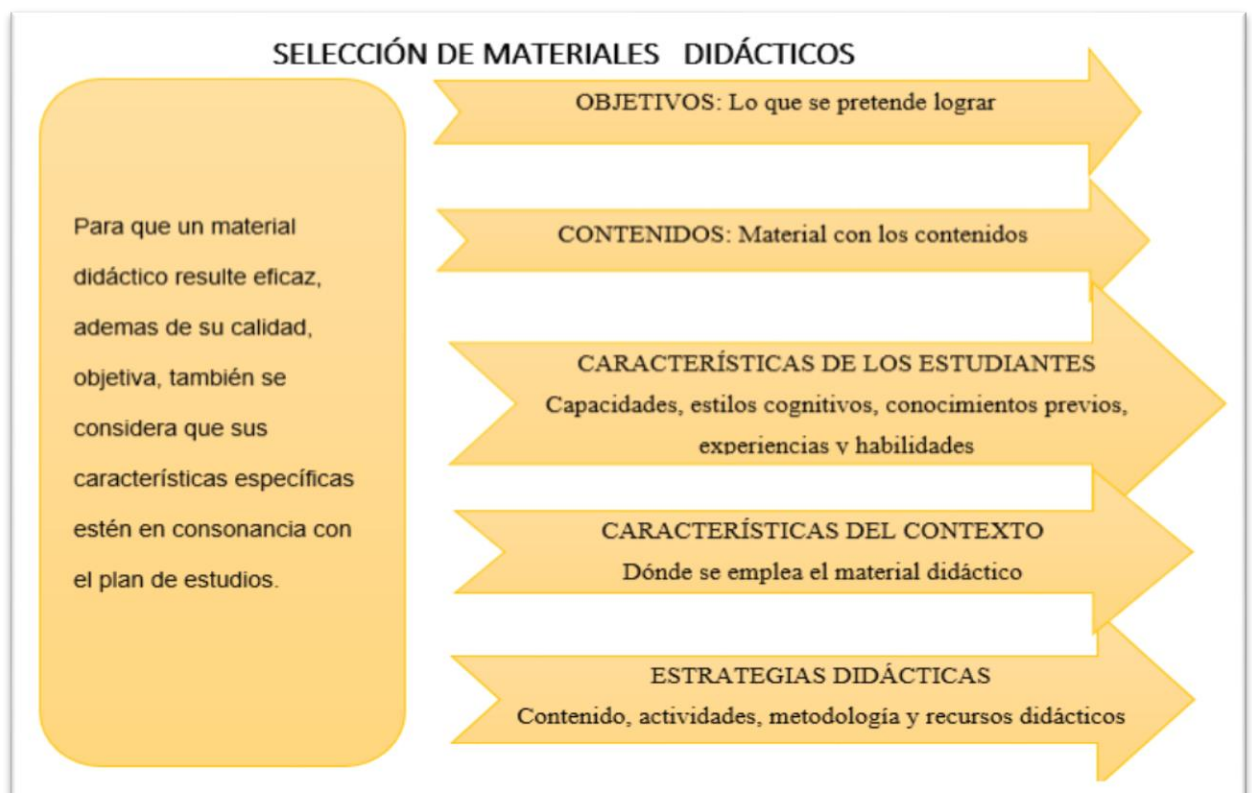 SELECCIÓN DE MATERIALES DIDÁCTICOS
Para que un material
didáctico resulte eficaz,
ademas de su calidad,
objetiva, también se
considera que sus
características específicas
estén en consonancia con
el plan de estudios.
OBJETIVOS: Lo que se pretende lograr
CONTENIDOS: Material con los contenidos
CARACTERÍSTICAS DE LOS ESTUDIANTES
Capacidades, estilos cognitivos, conocimientos previos,
experiencias y habilidades
CARACTERÍSTICAS DEL CONTEXTO
Dónde se emplea el material didáctico
ESTRATEGIAS DIDÁCTICAS
Contenido, actividades, metodología y recursos didácticos